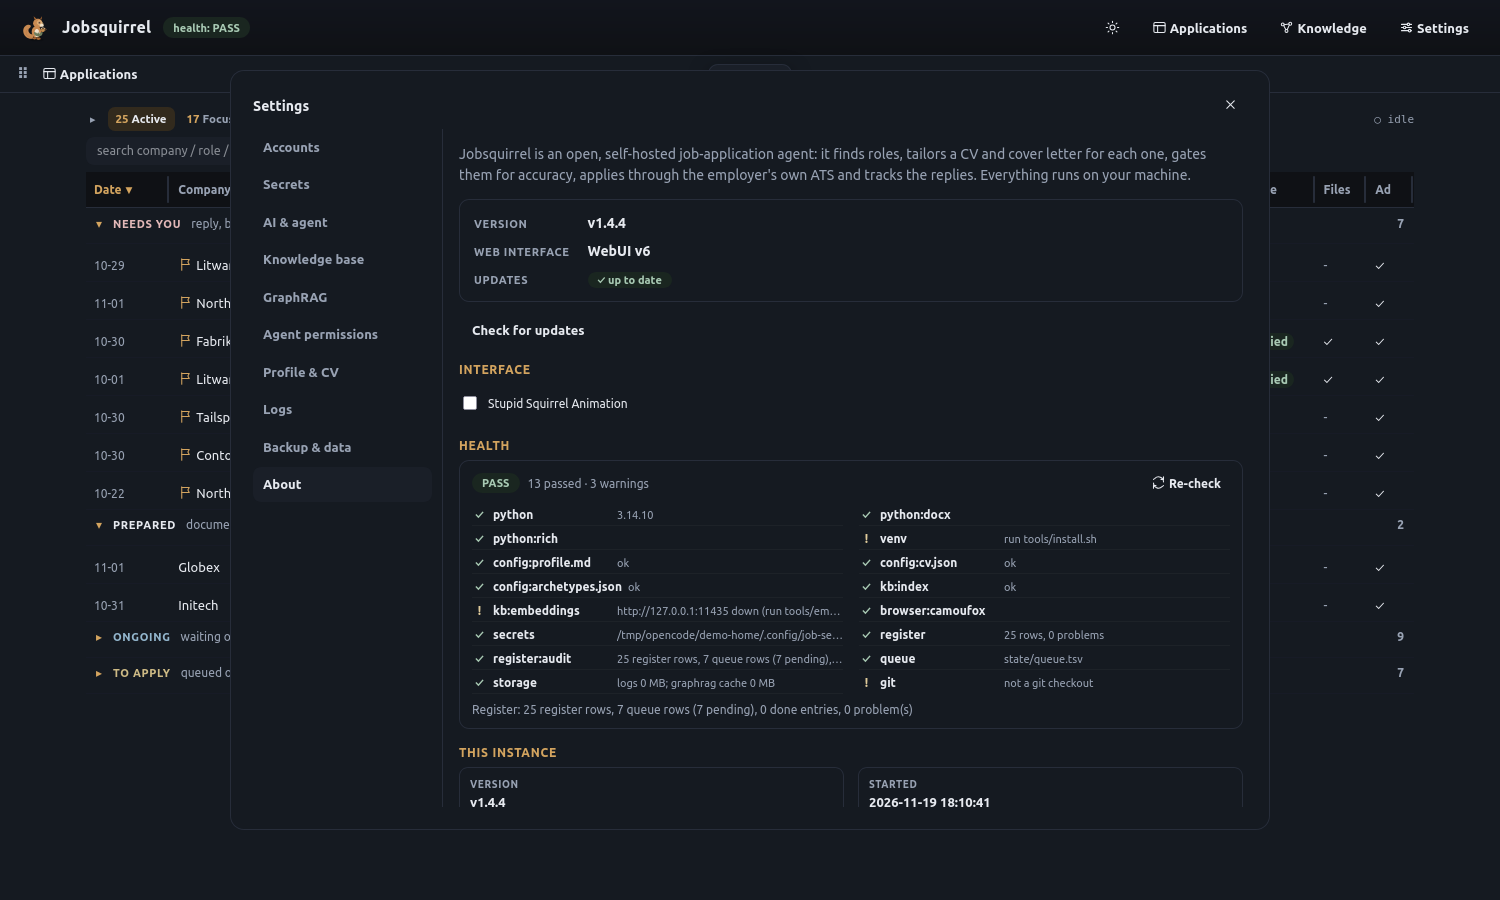 Jobsquirrel health: PASS Applications Knowledge Settings
Applications
Settings
25 Active 17 Focus
idle
search company / role /
Date ▾ Company Files Ad
NEEDS YOU reply, b 7
10-29 Litwa - ✓
11-01 North - ✓
10-30 Fabrik ied ✓ ✓
10-01 Litwa ied ✓ ✓
10-30 Tailsp - ✓
10-30 Conto - ✓
10-22 North - ✓
PREPARED docume 2
11-01 Globex - ✓
10-31 Initech - ✓
ONGOING waiting o 9
TO APPLY queued o 7
Accounts
Secrets
AI & agent
Knowledge base
GraphRAG
Agent permissions
Profile & CV
Logs
Backup & data
About
Jobsquirrel is an open, self-hosted job-application agent: it finds roles, tailors a CV and cover letter for each one, gates
them for accuracy, applies through the employer's own ATS and tracks the replies. Everything runs on your machine.
VERSION v1.4.4
WEB INTERFACE WebUI v6
UPDATES ✓ up to date
Check for updates
INTERFACE
Stupid Squirrel Animation
HEALTH
PASS 13 passed · 3 warnings Re-check
✓ python 3.14.10 ✓ python:docx
✓ python:rich ! venv run tools/install.sh
✓ config:profile.md ok ✓ config:cv.json ok
✓ config:archetypes.json ok ✓ kb:index ok
! kb:embeddings http://127.0.0.1:11435 down (run tools/em... ✓ browser:camoufox
✓ secrets /tmp/opencode/demo-home/.config/job-se... ✓ register 25 rows, 0 problems
✓ register:audit 25 register rows, 7 queue rows (7 pending),... ✓ queue state/queue.tsv
✓ storage logs 0 MB; graphrag cache 0 MB ! git not a git checkout
Register: 25 register rows, 7 queue rows (7 pending), 0 done entries, 0 problem(s)
THIS INSTANCE
VERSION STARTED
v1.4.4 2026-11-19 18:10:41